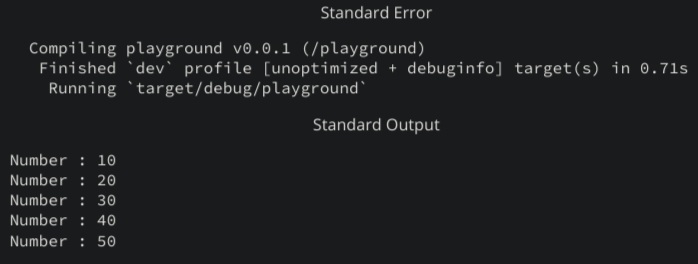 Standard Error
Compiling playground v0.0.1 (/playground)
Finished `dev` profile [unoptimized + debuginfo] target(s) in 0.71s
Running `target/debug/playground`
Standard Output
Number : 10
Number : 20
Number : 30
Number : 40
Number : 50